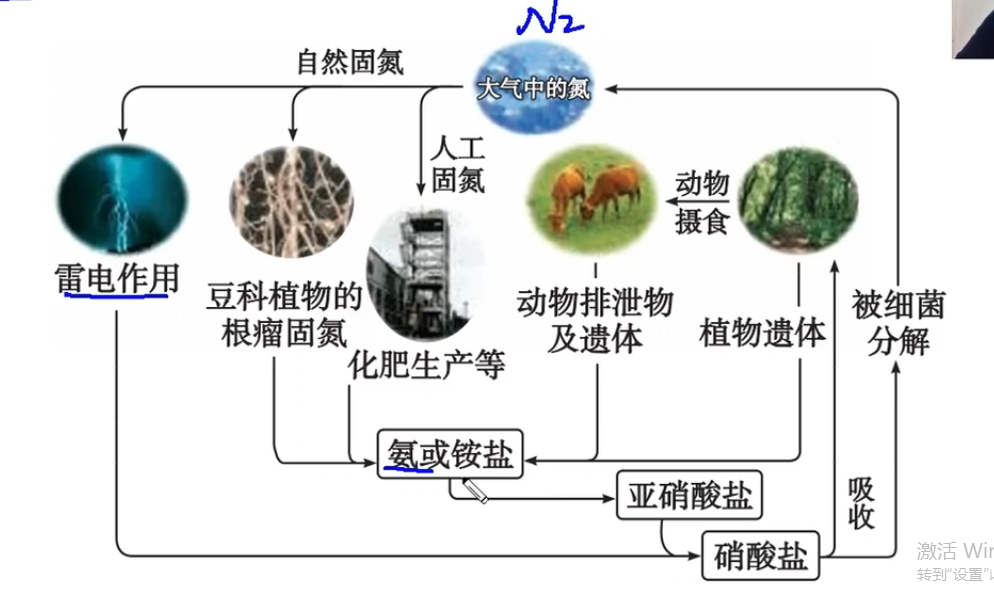 N2
自然固氮
大气中的氮
人工
固氮
动物
摄食
雷电作用
豆科植物的
根瘤固氮
化肥生产等
动物排泄物
及遗体
植物遗体
被细菌
分解
氨或铵盐
亚硝酸盐
吸
收
硝酸盐
激活 Win
转到"设置"以